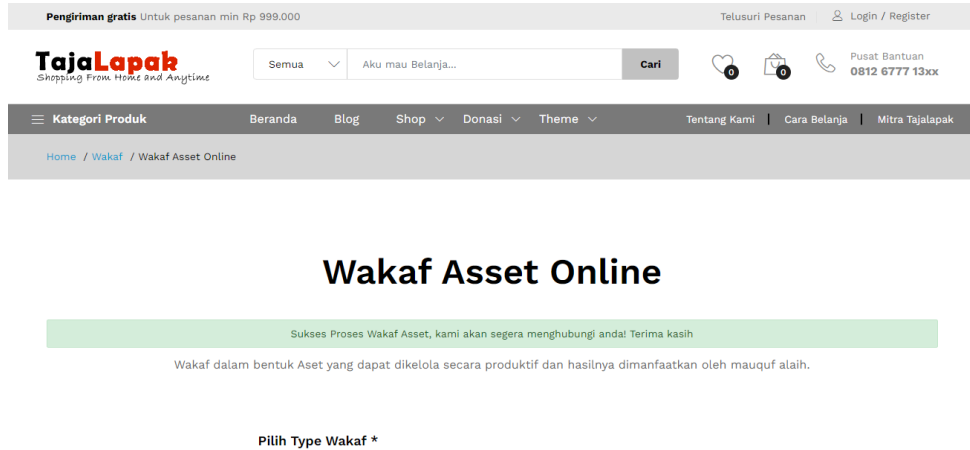 Pengiriman gratis Untuk pesanan min Rp 999.000
Telusuri Pesanan
Login / Register
TajaLapak
Shopping From Home and Anytime
Semua
Aku mau Belanja...
Cari
0
0
Pusat Bantuan
0812 6777 13xx
Kategori Produk
Beranda
Blog
Shop
Donasi
Theme
Tentang Kami
Cara Belanja
Mitra Tajalapak
Home / Wakaf / Wakaf Asset Online
Wakaf Asset Online
Sukses Proses Wakaf Asset, kami akan segera menghubungi anda! Terima kasih
Wakaf dalam bentuk Aset yang dapat dikelola secara produktif dan hasilnya dimanfaatkan oleh mauquf alaih.
Pilih Type Wakaf *